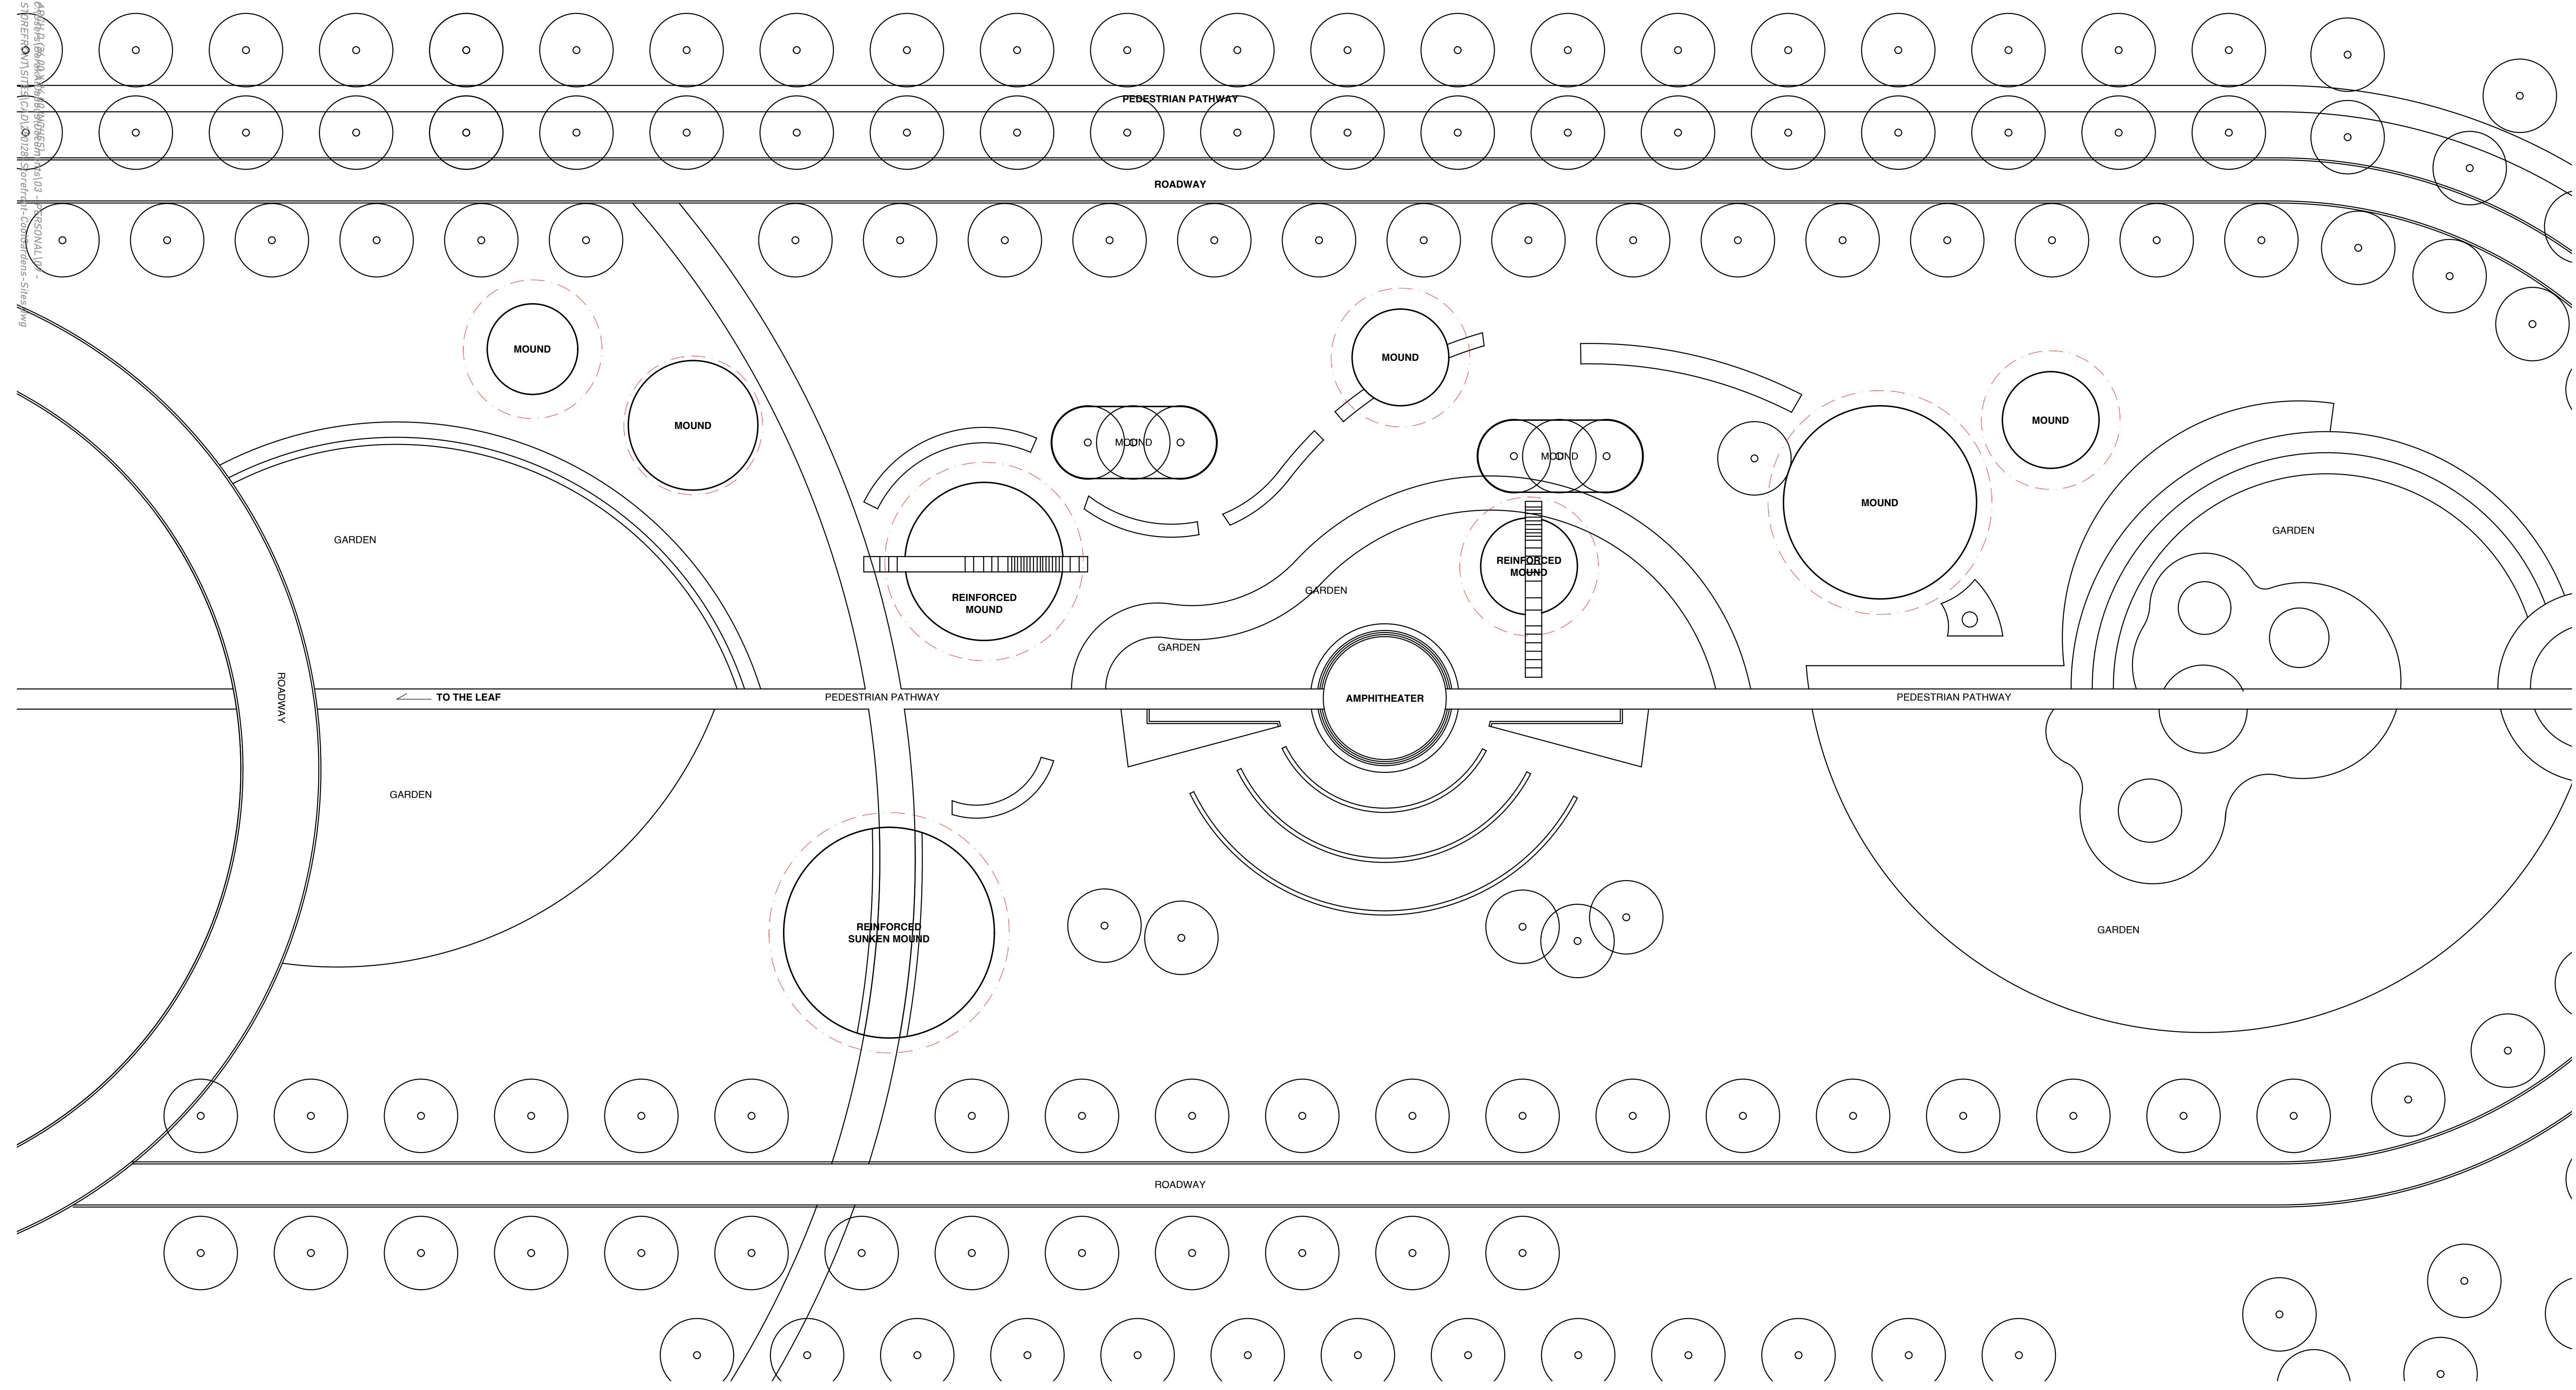 PEDESTRIAN PATHWAY
ROADWAY
MOUND
MOUND
MOUND
MOUND
MOUND
MOUND
MOUND
GARDEN
GARDEN
REINFORCED
MOUND
REINFORCED
MOUND
GARDEN
GARDEN
ROADWAY
TO THE LEAF
PEDESTRIAN PATHWAY
AMPHITHEATER
PEDESTRIAN PATHWAY
GARDEN
REINFORCED
SUNKEN MOUND
GARDEN
ROADWAY